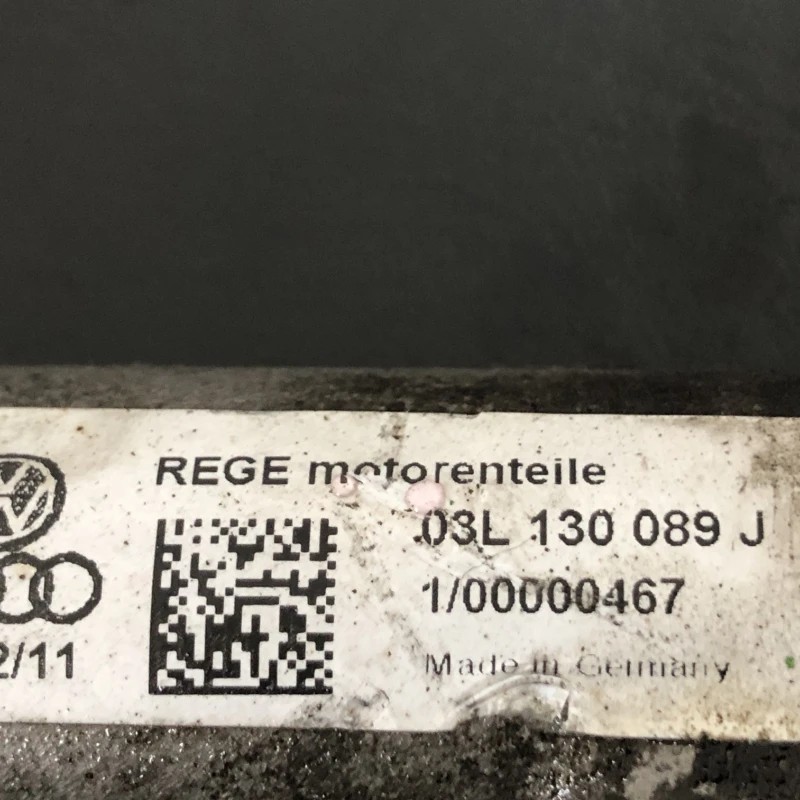 REGE motorenteile
03L 130 089 J
1/00000467
2/11
Made in Germany